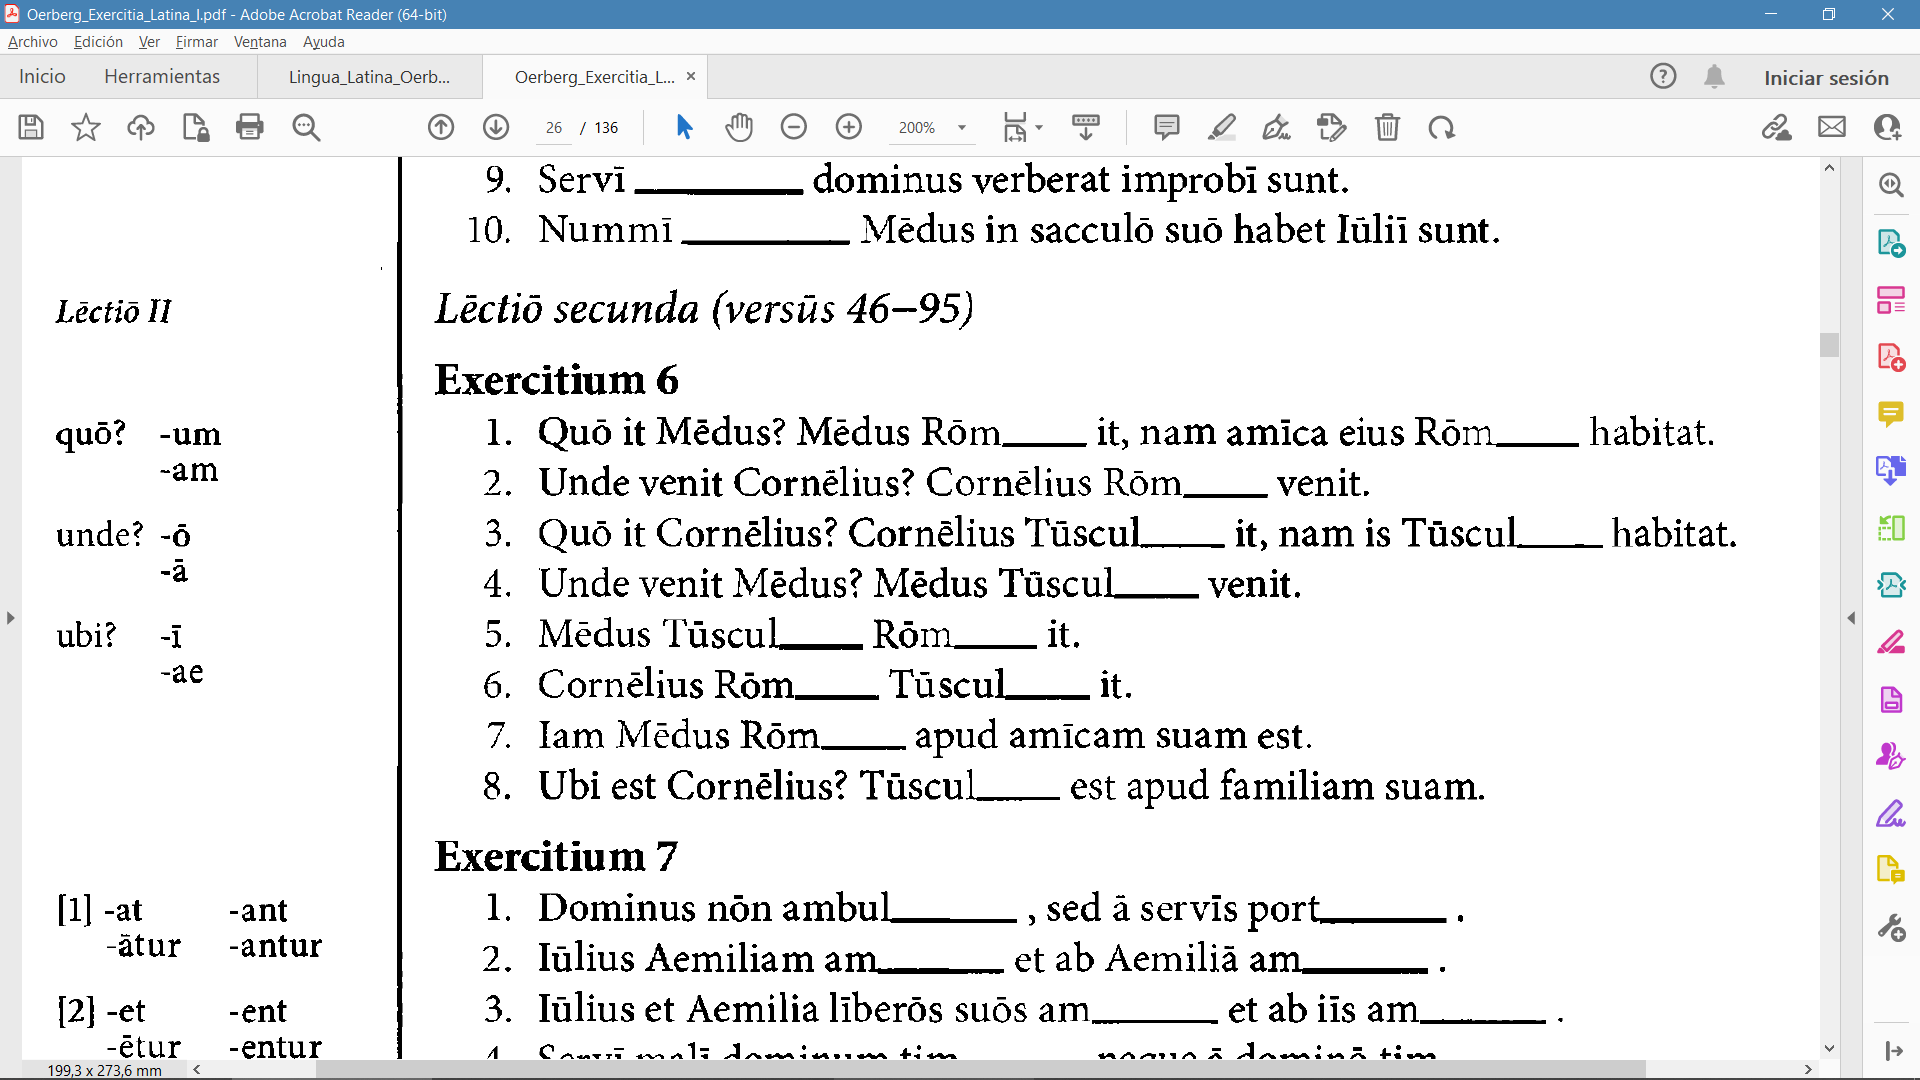 Oerberg_Exercitia_Latina_I.pdf - Adobe Acrobat Reader (64-bit)
Archivo Edición Ver Firmar Ventana Ayuda
Inicio Herramientas Lingua_Latina_Oerb... Oerberg_Exercitia_L... × Iniciar sesión
26 / 136 200%
9. Servī ________ dominus verberat improbī sunt.
10. Nummī ________ Mēdus in sacculō suō habet Iūliī sunt.
Lēctiō II
Lēctiō secunda (versūs 46–95)
Exercitium 6
quō? -um
-am
unde? -ō
-ā
ubi? -ī
-ae
1. Quō it Mēdus? Mēdus Rōm____ it, nam amīca eius Rōm____ habitat.
2. Unde venit Cornēlius? Cornēlius Rōm____ venit.
3. Quō it Cornēlius? Cornēlius Tūscul____ it, nam is Tūscul____ habitat.
4. Unde venit Mēdus? Mēdus Tūscul____ venit.
5. Mēdus Tūscul____ Rōm____ it.
6. Cornēlius Rōm____ Tūscul____ it.
7. Iam Mēdus Rōm____ apud amīcam suam est.
8. Ubi est Cornēlius? Tūscul____ est apud familiam suam.
Exercitium 7
[1] -at -ant
-ātur -antur
[2] -et -ent
-ētur -entur
1. Dominus nōn ambul______ , sed ā servīs port______ .
2. Iūlius Aemiliam am______ et ab Aemiliā am______ .
3. Iūlius et Aemilia līberōs suōs am______ et ab iīs am______ .
4. Servī malī dominum tim______ neque ā dominō tim
199,3 x 273,6 mm